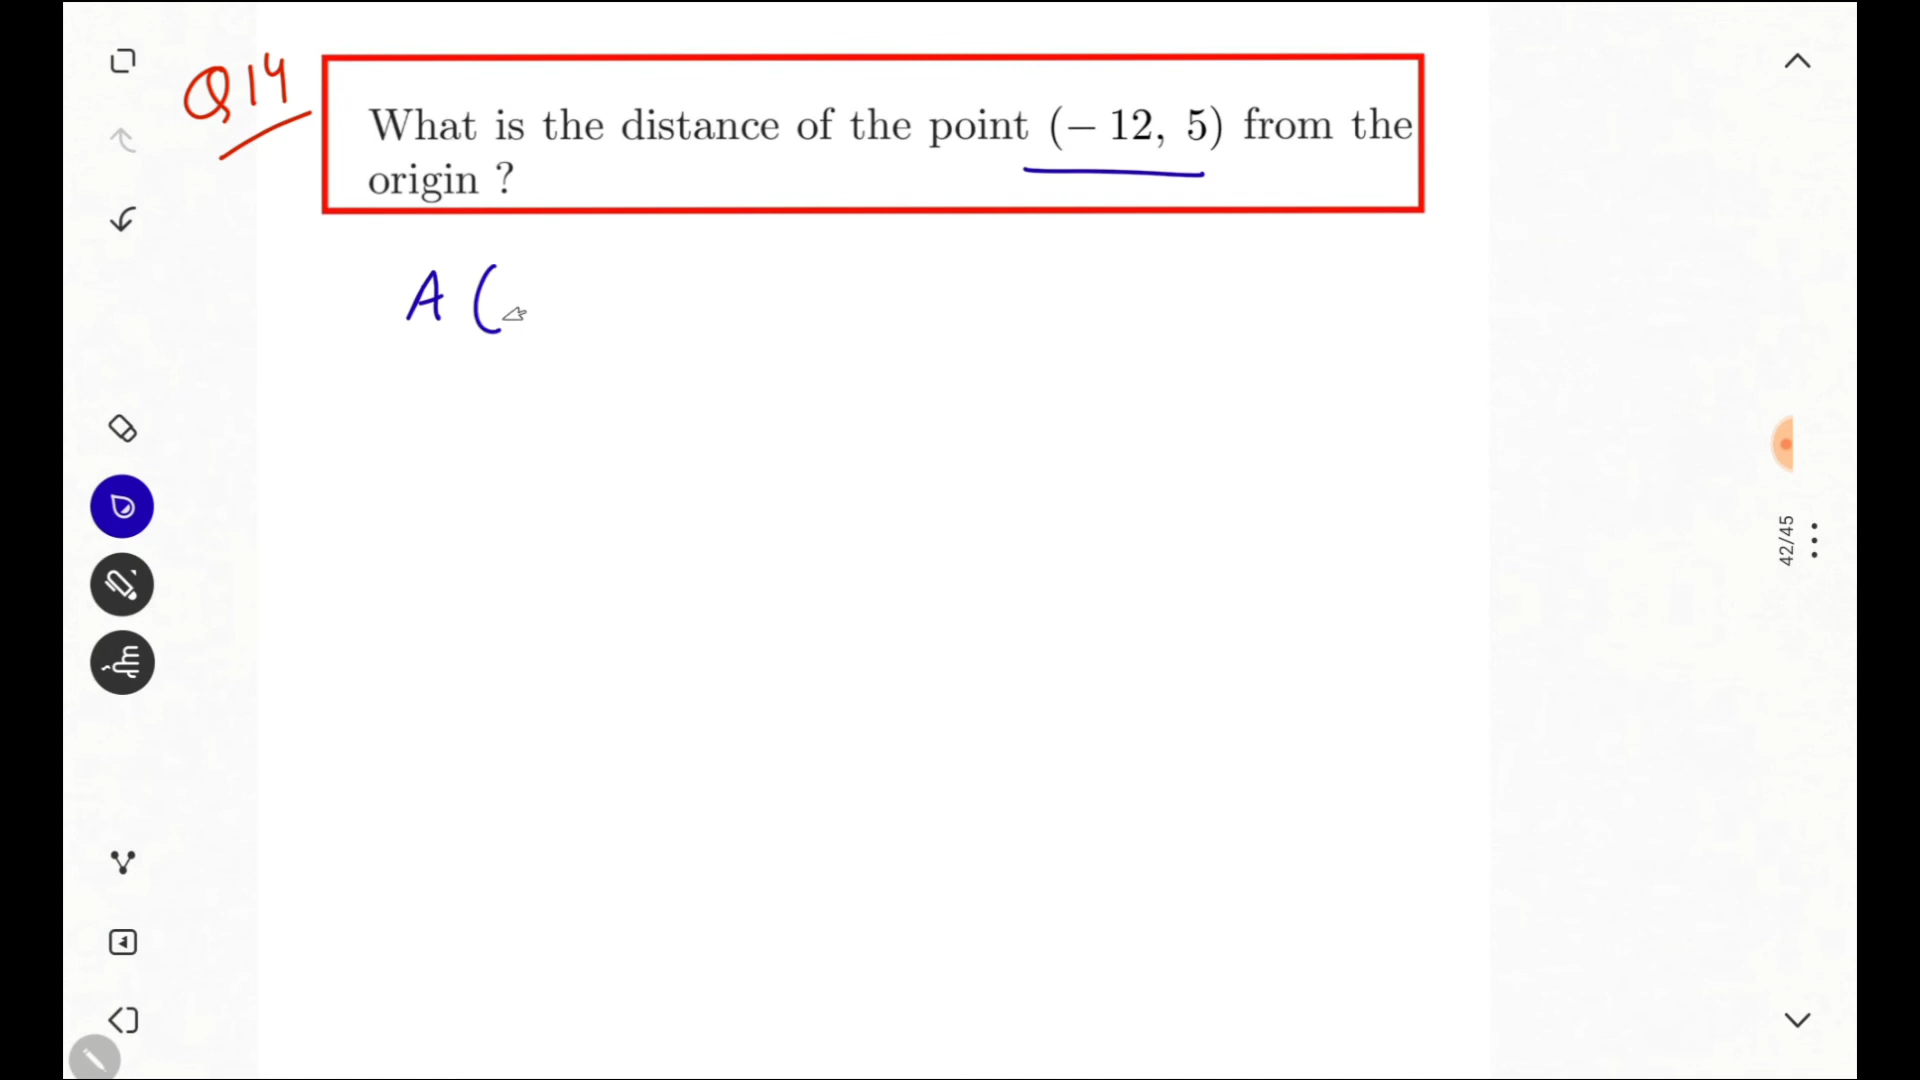 Q14
What is the distance of the point (– 12, 5) from the
origin ?
A (
42/45